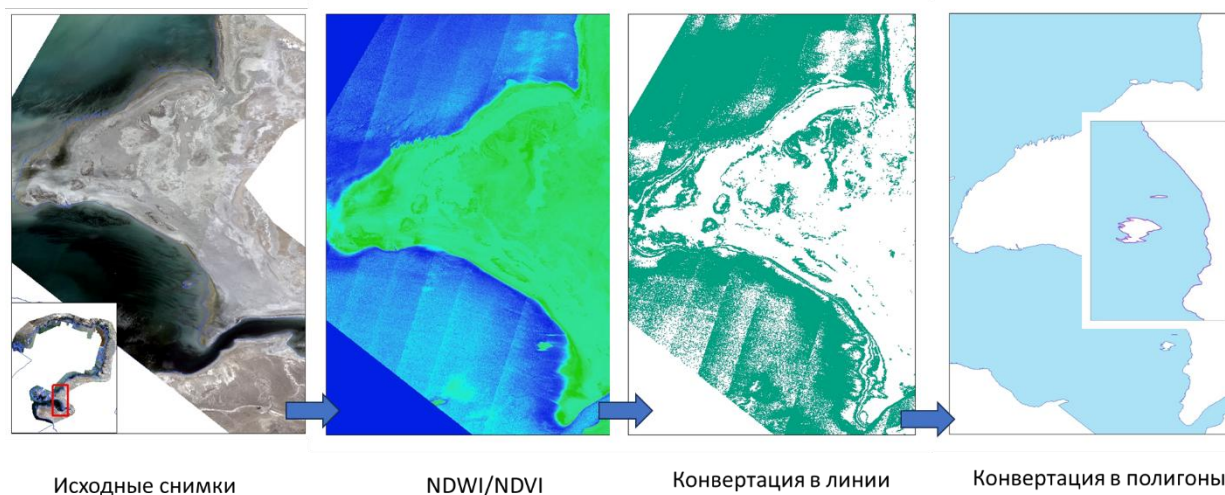 Исходные снимки
NDWI/NDVI
Конвертация в линии
Конвертация в полигоны